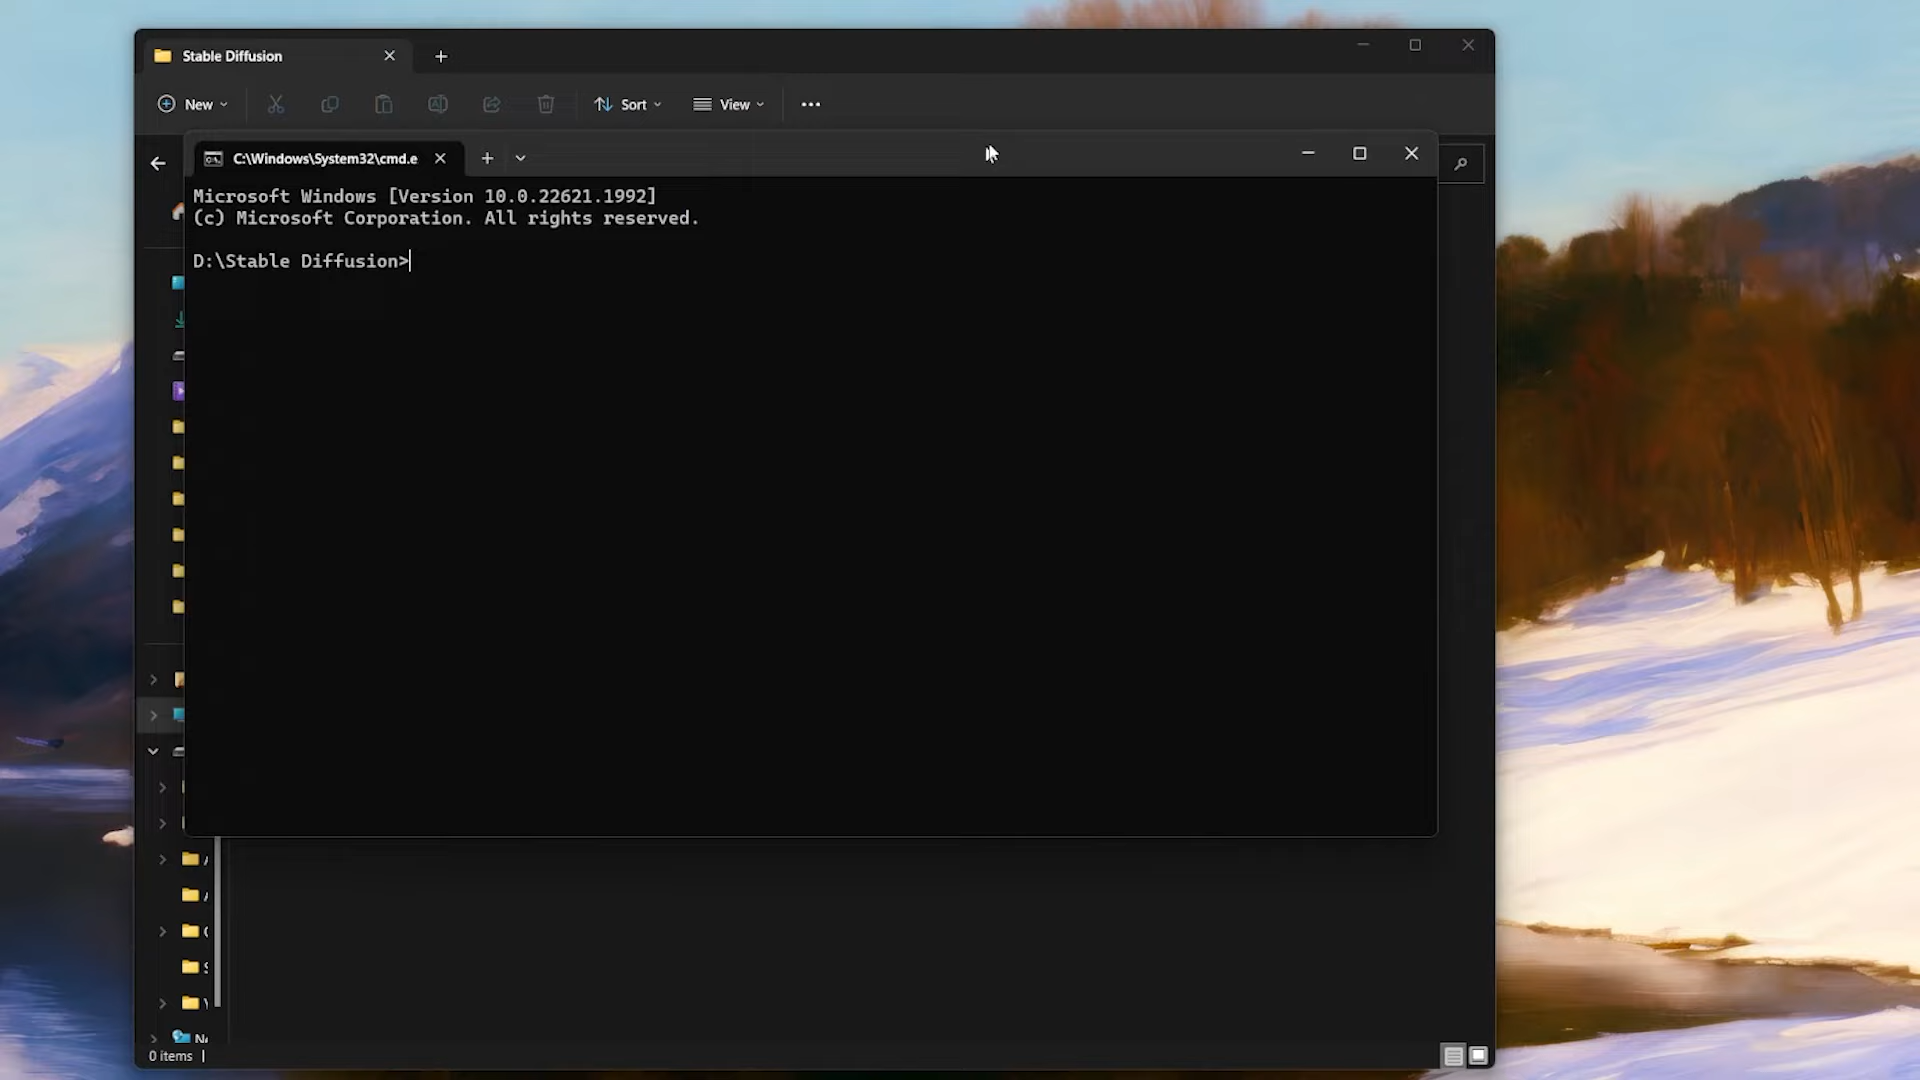 Stable Diffusion
New
Sort
View
C:\Windows\System32\cmd.e
Microsoft Windows [Version 10.0.22621.1992]
(c) Microsoft Corporation. All rights reserved.
D:\Stable Diffusion>
0 items